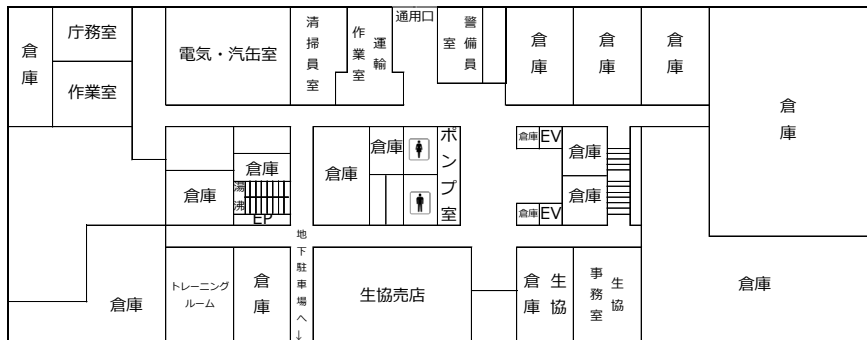 倉庫
庁務室
作業室
電気・汽缶室
清掃員室
運輸
作業室
通用口
警備員
室
倉庫
倉庫
倉庫
倉庫
倉庫
倉庫
湯沸
EP
倉庫
倉庫
ポンプ室
倉庫
EV
倉庫
倉庫
倉庫
EV
地下駐車場へ↓
倉庫
トレーニング
ルーム
倉庫
生協売店
生協
倉庫
生協
事務室
倉庫